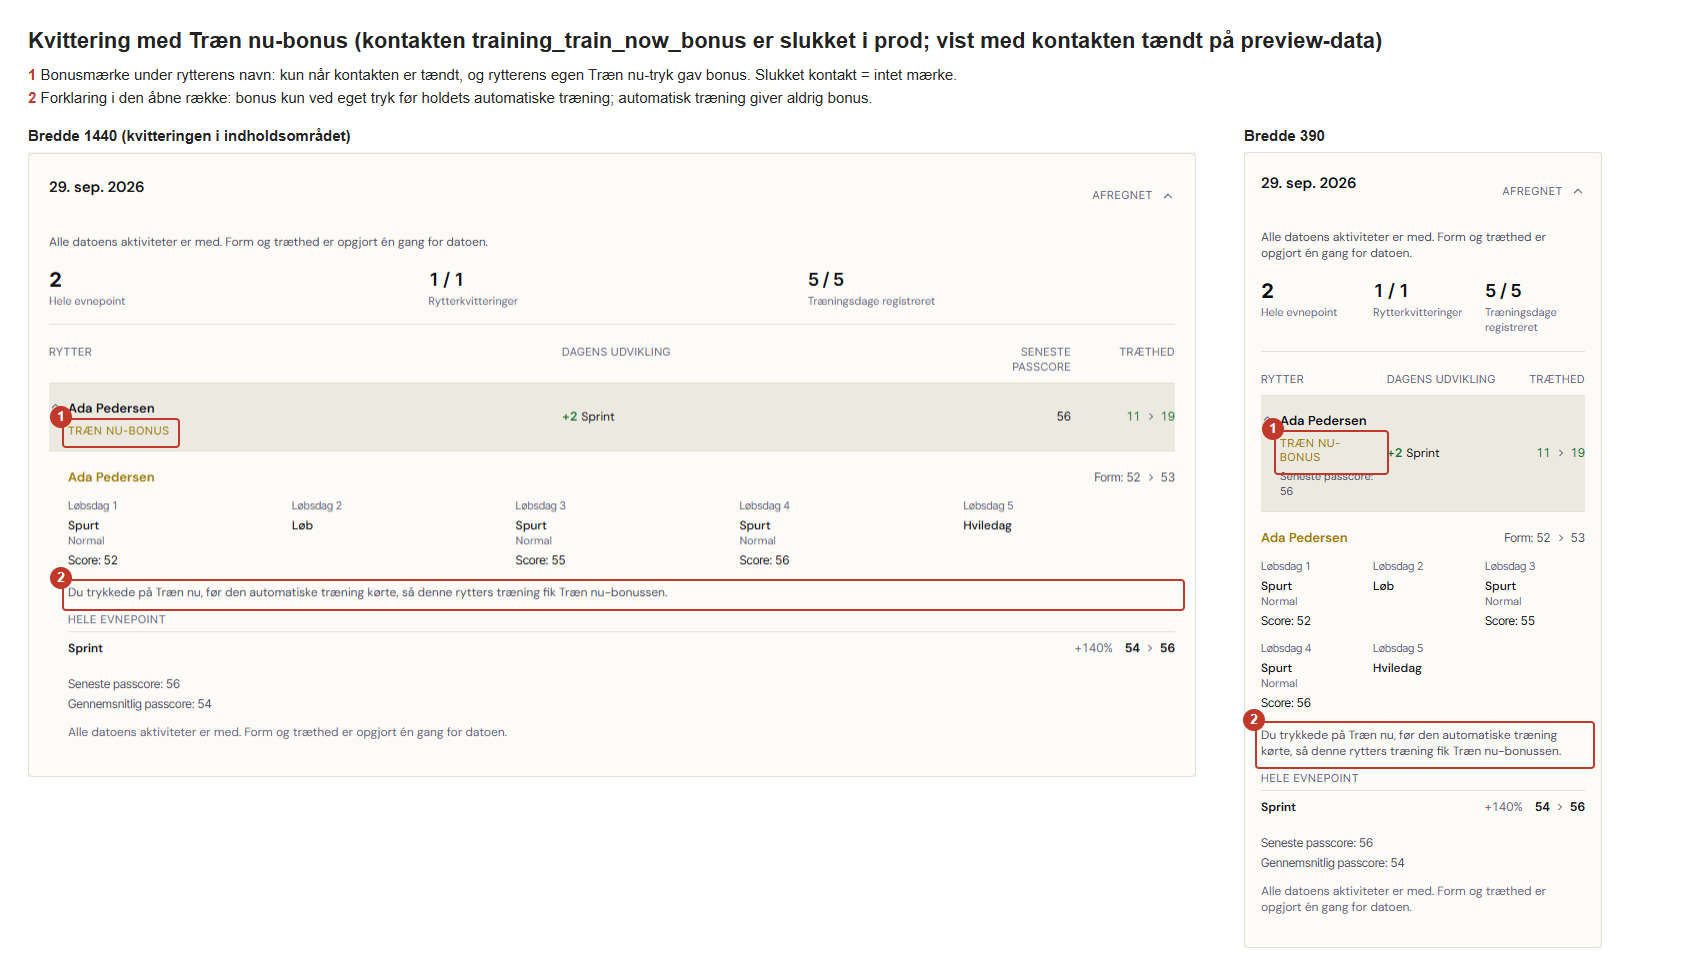 Kvittering med Træn nu-bonus (kontakten training_train_now_bonus er slukket i prod; vist med kontakten tændt på preview-data)
1 Bonusmærke under rytterens navn: kun når kontakten er tændt, og rytterens egen Træn nu-tryk gav bonus. Slukket kontakt = intet mærke.
2 Forklaring i den åbne række: bonus kun ved eget tryk før holdets automatiske træning; automatisk træning giver aldrig bonus.
Bredde 1440 (kvitteringen i indholdsområdet)
29. sep. 2026
AFREGNET
Alle datoens aktiviteter er med. Form og træthed er opgjort én gang for datoen.
2 1 / 1 5 / 5
Hele evnepoint Rytterkvitteringer Træningsdage registreret
RYTTER DAGENS UDVIKLING SENESTE PASSCORE TRÆTHED
1
Ada Pedersen
TRÆN NU-BONUS
+2 Sprint 56 11 > 19
Ada Pedersen Form: 52 > 53
Løbsdag 1 Løbsdag 2 Løbsdag 3 Løbsdag 4 Løbsdag 5
Spurt Løb Spurt Spurt Hviledag
Normal Normal Normal
Score: 52 Score: 55 Score: 56
2
Du trykkede på Træn nu, før den automatiske træning kørte, så denne rytters træning fik Træn nu-bonussen.
HELE EVNEPOINT
Sprint +140% 54 > 56
Seneste passcore: 56
Gennemsnitlig passcore: 54
Alle datoens aktiviteter er med. Form og træthed er opgjort én gang for datoen.
Bredde 390
29. sep. 2026
AFREGNET
Alle datoens aktiviteter er med. Form og træthed er
opgjort én gang for datoen.
2 1 / 1 5 / 5
Hele evnepoint Rytterkvitteringer Træningsdage
registreret
RYTTER DAGENS UDVIKLING TRÆTHED
1
Ada Pedersen
TRÆN NU-
BONUS
+2 Sprint 11 > 19
Seneste passcore:
56
Ada Pedersen Form: 52 > 53
Løbsdag 1 Løbsdag 2 Løbsdag 3
Spurt Løb Spurt
Normal Normal
Score: 52 Score: 55
Løbsdag 4 Løbsdag 5
Spurt Hviledag
Normal
Score: 56
2
Du trykkede på Træn nu, før den automatiske træning
kørte, så denne rytters træning fik Træn nu-bonussen.
HELE EVNEPOINT
Sprint +140% 54 > 56
Seneste passcore: 56
Gennemsnitlig passcore: 54
Alle datoens aktiviteter er med. Form og træthed er
opgjort én gang for datoen.